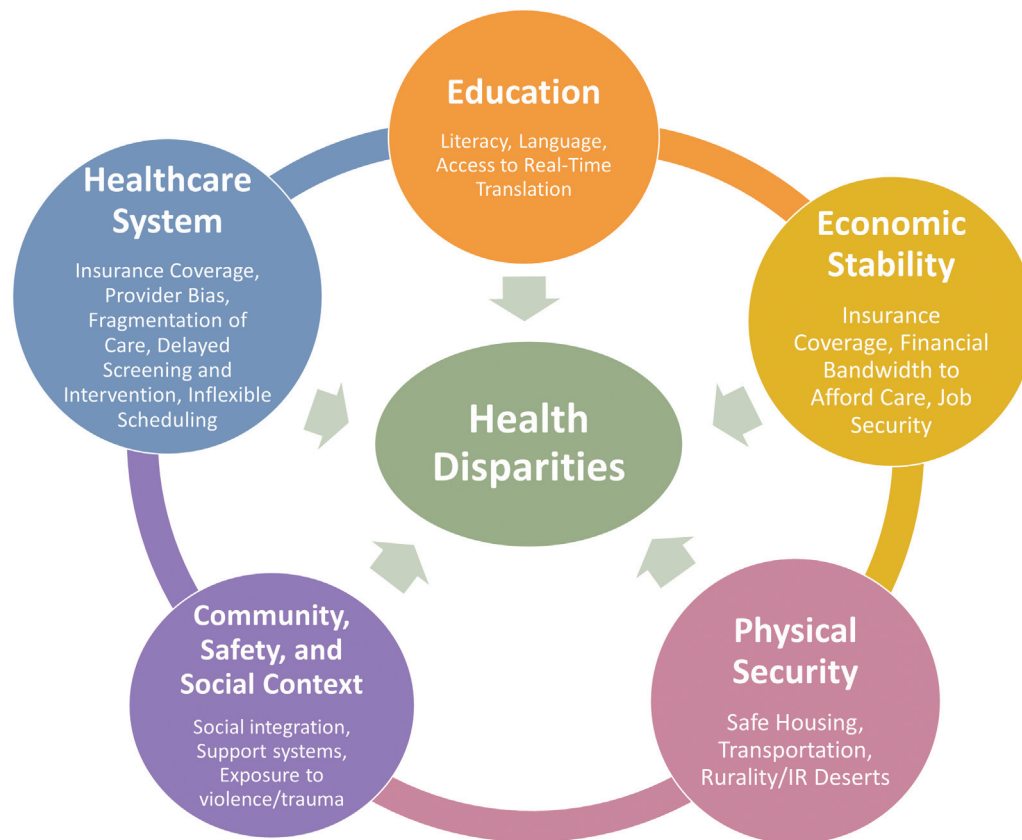 Education
Literacy, Language,
Access to Real-Time
Translation
Healthcare
System
Insurance Coverage,
Provider Bias,
Fragmentation of
Care, Delayed
Screening and
Intervention, Inflexible
Scheduling
Economic
Stability
Insurance
Coverage, Financial
Bandwidth to
Afford Care, Job
Security
Health
Disparities
Community,
Safety, and
Social Context
Social integration,
Support systems,
Exposure to
violence/trauma
Physical
Security
Safe Housing,
Transportation,
Rurality/IR Deserts